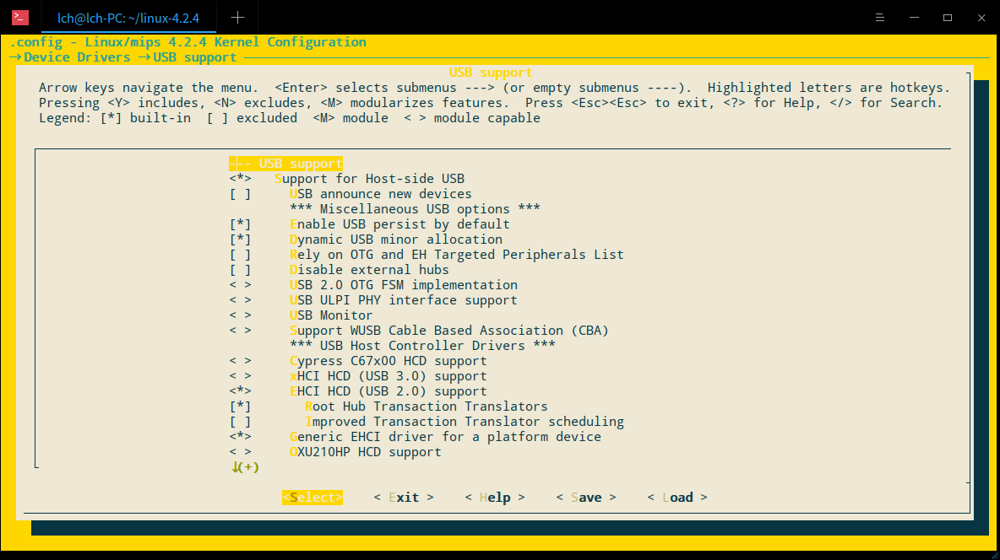 lch@lch-PC: ~/linux-4.2.4
.config - Linux/mips 4.2.4 Kernel Configuration
→Device Drivers →USB support
USB support
Arrow keys navigate the menu.  <Enter> selects submenus ---> (or empty submenus ----).  Highlighted letters are hotkeys.
Pressing <Y> includes, <N> excludes, <M> modularizes features.  Press <Esc><Esc> to exit, <?> for Help, </> for Search.
Legend: [*] built-in  [ ] excluded  <M> module  < > module capable
--- USB support
<*>   Support for Host-side USB
[ ]     USB announce new devices
*** Miscellaneous USB options ***
[*]     Enable USB persist by default
[*]     Dynamic USB minor allocation
[ ]     Rely on OTG and EH Targeted Peripherals List
[ ]     Disable external hubs
< >     USB 2.0 OTG FSM implementation
< >     USB ULPI PHY interface support
< >     USB Monitor
< >     Support WUSB Cable Based Association (CBA)
*** USB Host Controller Drivers ***
< >     Cypress C67x00 HCD support
< >     xHCI HCD (USB 3.0) support
<*>     EHCI HCD (USB 2.0) support
[*]       Root Hub Transaction Translators
[ ]       Improved Transaction Translator scheduling
<*>     Generic EHCI driver for a platform device
< >     OXU210HP HCD support
↓(+)
<Select>    < Exit >    < Help >    < Save >    < Load >